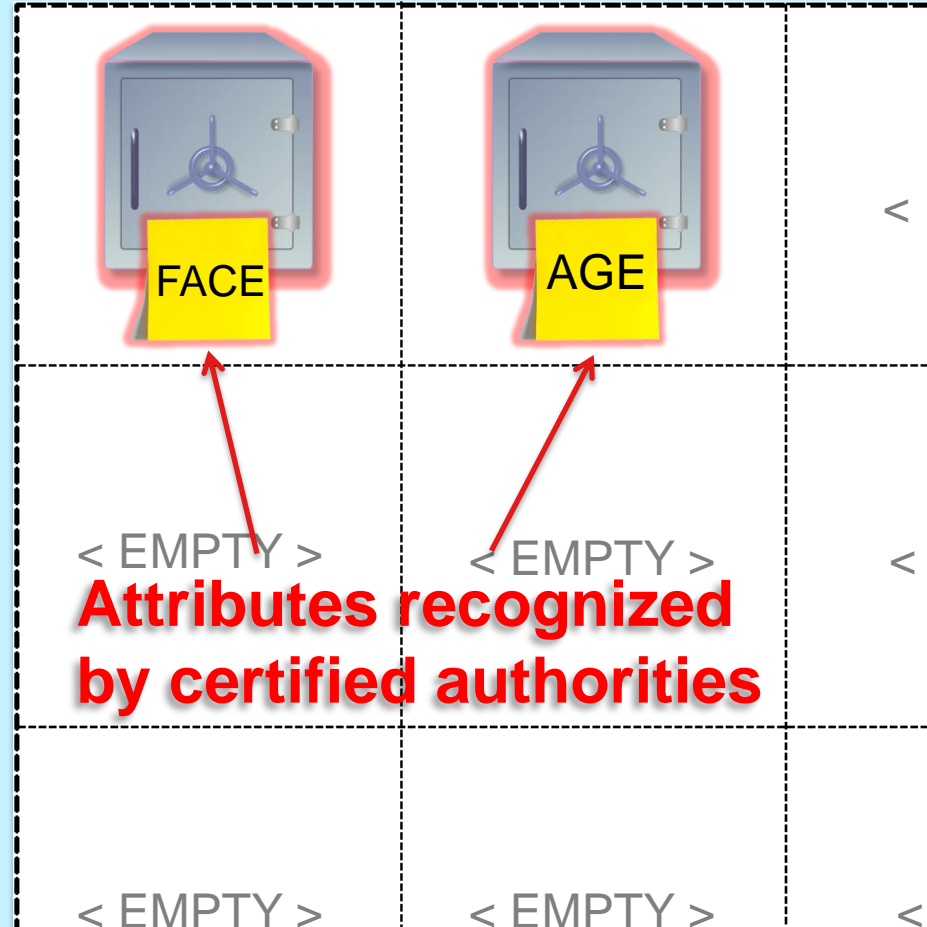 FACE
AGE
<
< EMPTY >
< EMPTY >
<
Attributes recognized
by certified authorities
< EMPTY >
< EMPTY >
<